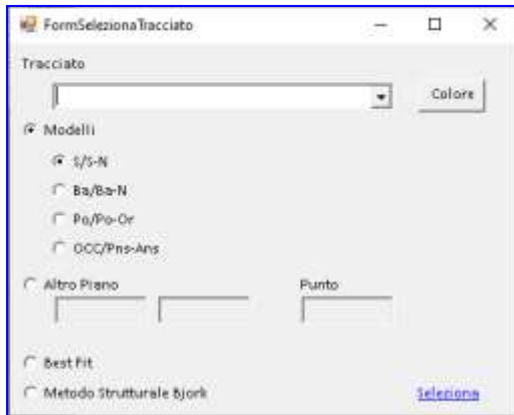 FormSelezionaTracciato
Tracciato
Colore
Modelli
S/S-N
Ba/Ba-N
Po/Po-Or
OCC/Pns-Ans
Altro Piano
Punto
Best Fit
Metodo Strutturale Bjork
Seleziona